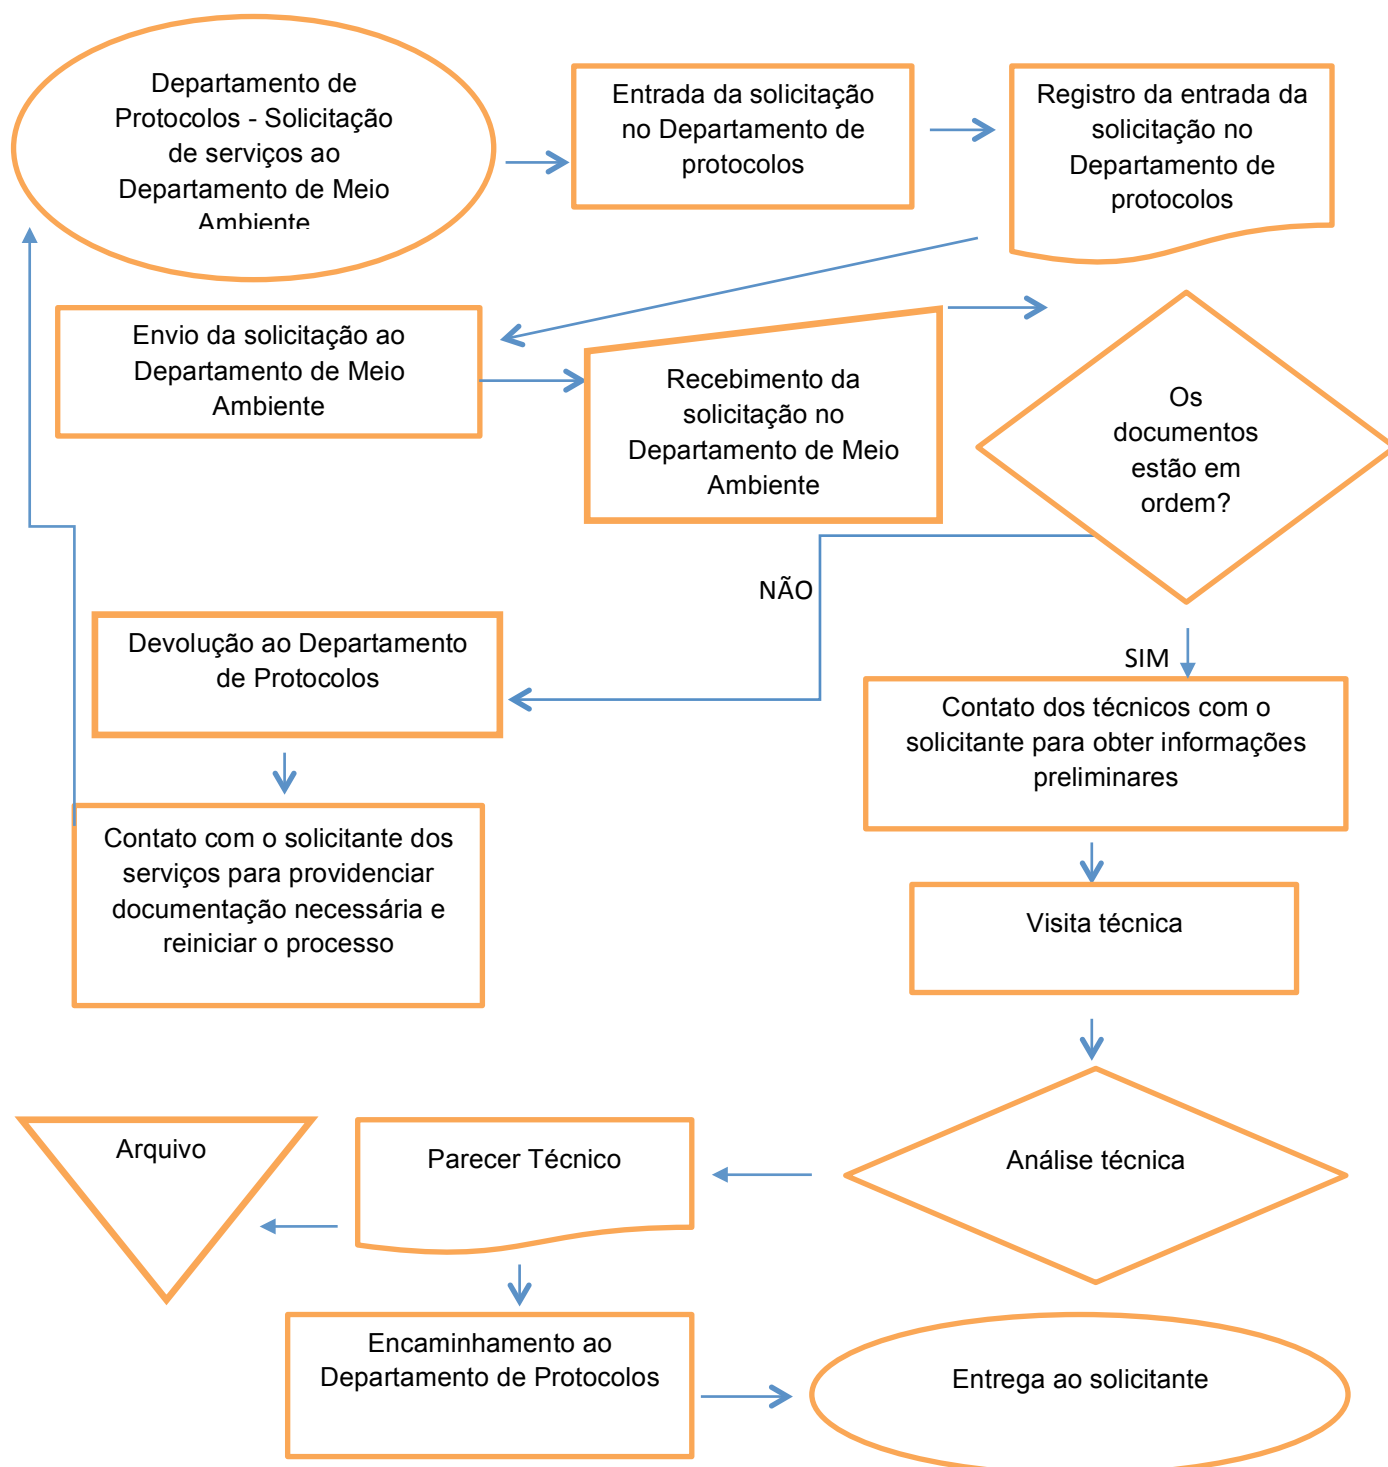 Departamento de
Protocolos - Solicitação
de serviços ao
Departamento de Meio
Ambiente
Entrada da solicitação
no Departamento de
protocolos
Registro da entrada da
solicitação no
Departamento de
protocolos
Envio da solicitação ao
Departamento de Meio
Ambiente
Recebimento da
solicitação no
Departamento de Meio
Ambiente
Os
documentos
estão em
ordem?
NÃO
SIM
Devolução ao Departamento
de Protocolos
Contato com o solicitante dos
serviços para providenciar
documentação necessária e
reiniciar o processo
Contato dos técnicos com o
solicitante para obter informações
preliminares
Visita técnica
Análise técnica
Parecer Técnico
Arquivo
Encaminhamento ao
Departamento de Protocolos
Entrega ao solicitante